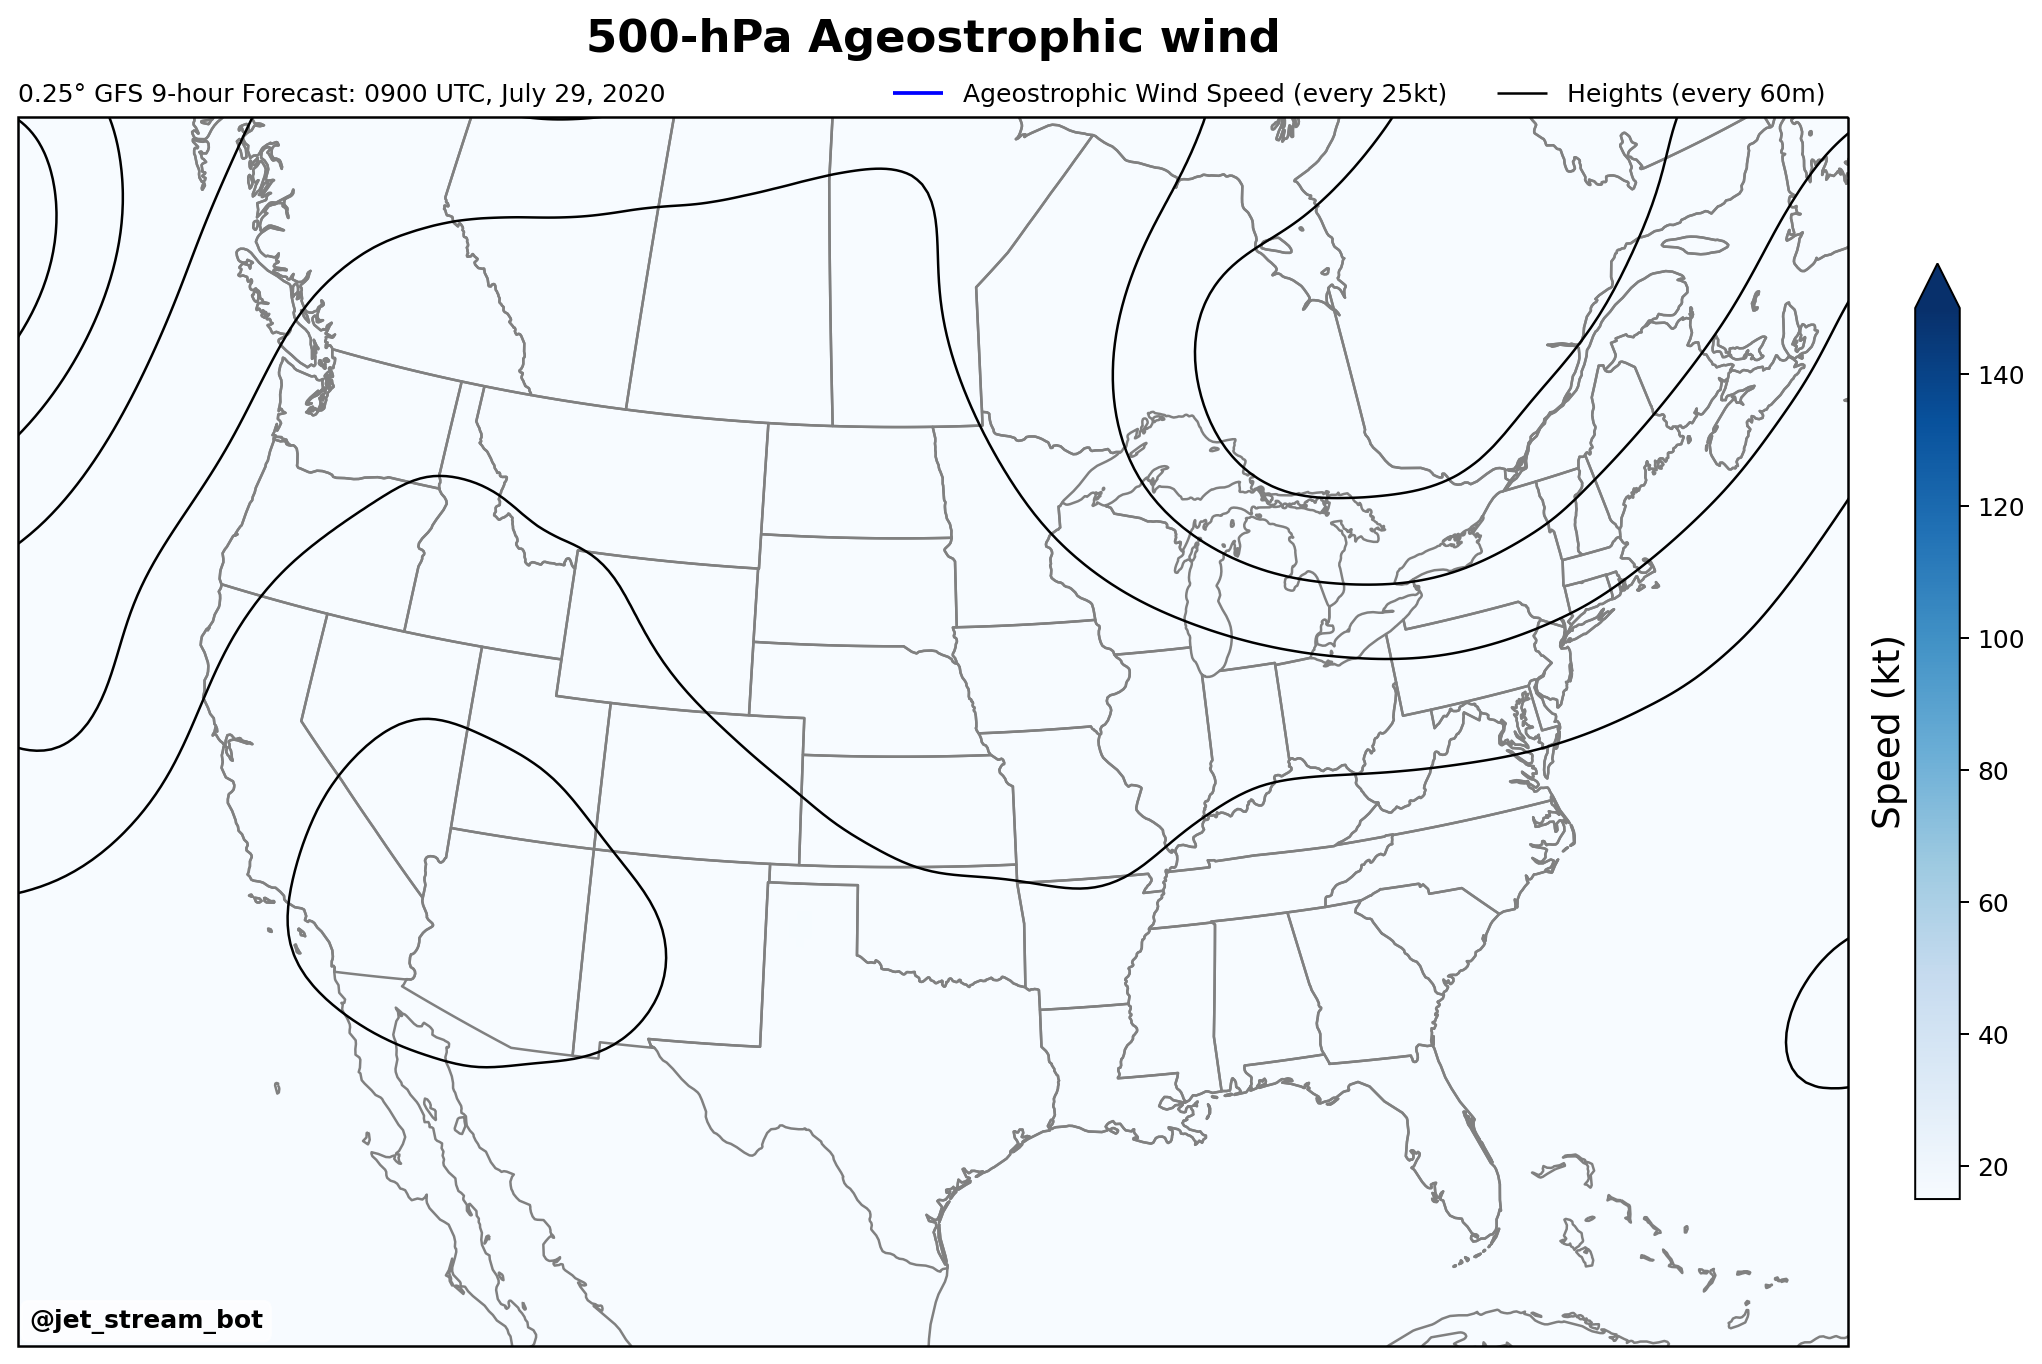 500-hPa Ageostrophic wind
0.25° GFS 9-hour Forecast: 0900 UTC, July 29, 2020
Ageostrophic Wind Speed (every 25kt)
Heights (every 60m)
140
120
100
80
60
40
20
Speed (kt)
@jet_stream_bot